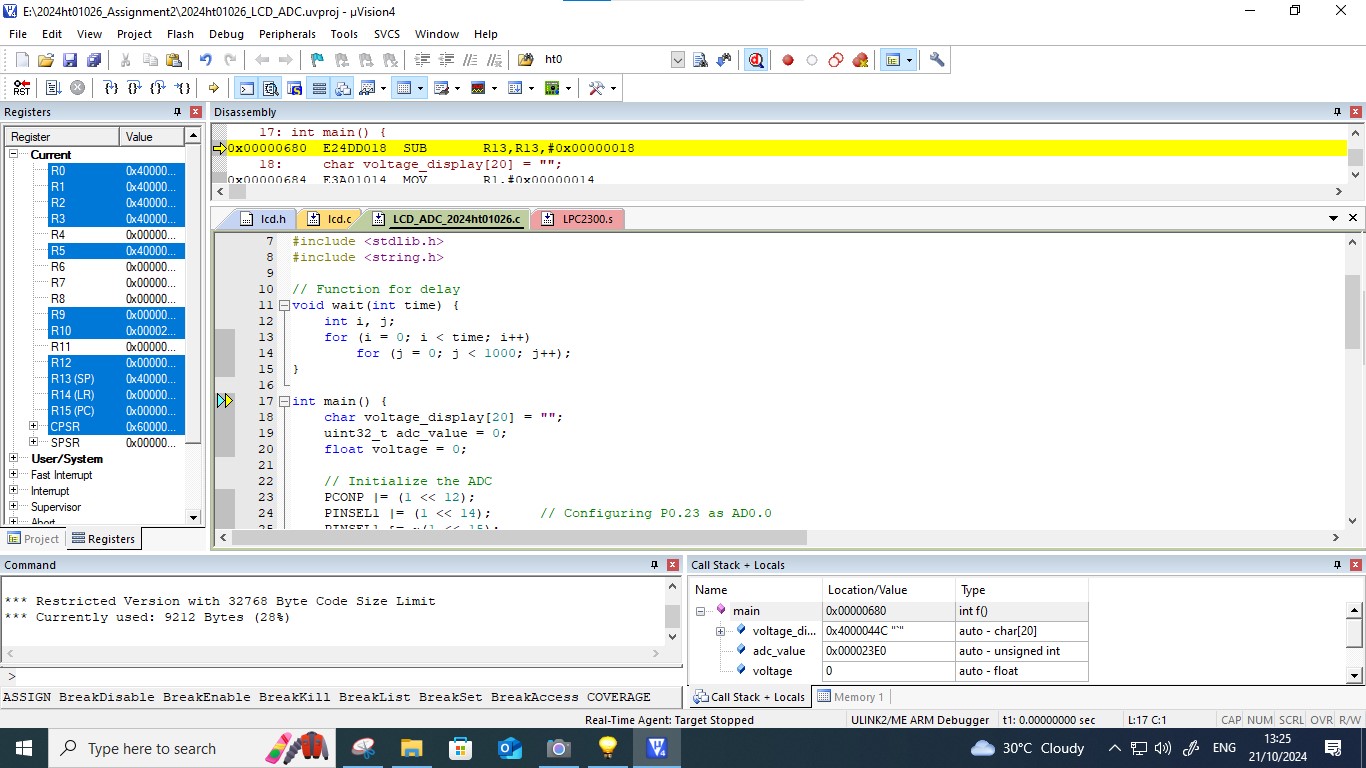 E:\2024ht01026_Assignment2\2024ht01026_LCD_ADC.uvproj - µVision4
File Edit View Project Flash Debug Peripherals Tools SVCS Window Help
ht0
RST
Registers
Register Value
Current
R0 0x40000...
R1 0x40000...
R2 0x40000...
R3 0x40000...
R4 0x00000...
R5 0x40000...
R6 0x00000...
R7 0x00000...
R8 0x00000...
R9 0x00000...
R10 0x00002...
R11 0x00000...
R12 0x00000...
R13 (SP) 0x40000...
R14 (LR) 0x00000...
R15 (PC) 0x00000...
CPSR 0x60000...
SPSR 0x00000...
User/System
Fast Interrupt
Interrupt
Supervisor
Abort
Project Registers
Disassembly
17: int main() {
0x00000680 E24DD018 SUB R13,R13,#0x00000018
18: char voltage_display[20] = "";
0x00000684 E3A01014 MOV R1,#0x00000014
lcd.h lcd.c LCD_ADC_2024ht01026.c LPC2300.s
7 #include <stdlib.h>
8 #include <string.h>
9
10 // Function for delay
11 void wait(int time) {
12 int i, j;
13 for (i = 0; i < time; i++)
14 for (j = 0; j < 1000; j++);
15 }
16
17 int main() {
18 char voltage_display[20] = "";
19 uint32_t adc_value = 0;
20 float voltage = 0;
21
22 // Initialize the ADC
23 PCONP |= (1 << 12);
24 PINSEL1 |= (1 << 14); // Configuring P0.23 as AD0.0
25 PINSEL1 &= ~(1 << 15);
Command
*** Restricted Version with 32768 Byte Code Size Limit
*** Currently used: 9212 Bytes (28%)
>
ASSIGN BreakDisable BreakEnable BreakKill BreakList BreakSet BreakAccess COVERAGE
Call Stack + Locals
Name Location/Value Type
main 0x00000680 int f()
voltage_di... 0x4000044C "`" auto - char[20]
adc_value 0x000023E0 auto - unsigned int
voltage 0 auto - float
Call Stack + Locals Memory 1
Real-Time Agent: Target Stopped ULINK2/ME ARM Debugger t1: 0.00000000 sec L:17 C:1 CAP NUM SCRL OVR R/W
Type here to search
30°C Cloudy
ENG
13:25
21/10/2024